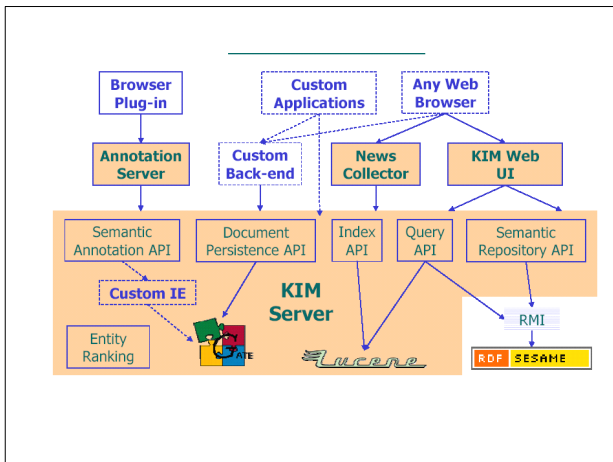 Browser
Plug-in
Custom
Applications
Any Web
Browser
Annotation
Server
Custom
Back-end
News
Collector
KIM Web
UI
Semantic
Annotation API
Document
Persistence API
Index
API
Query
API
Semantic
Repository API
Custom IE
KIM
Server
Entity
Ranking
GATE
Lucene
RMI
RDF SESAME